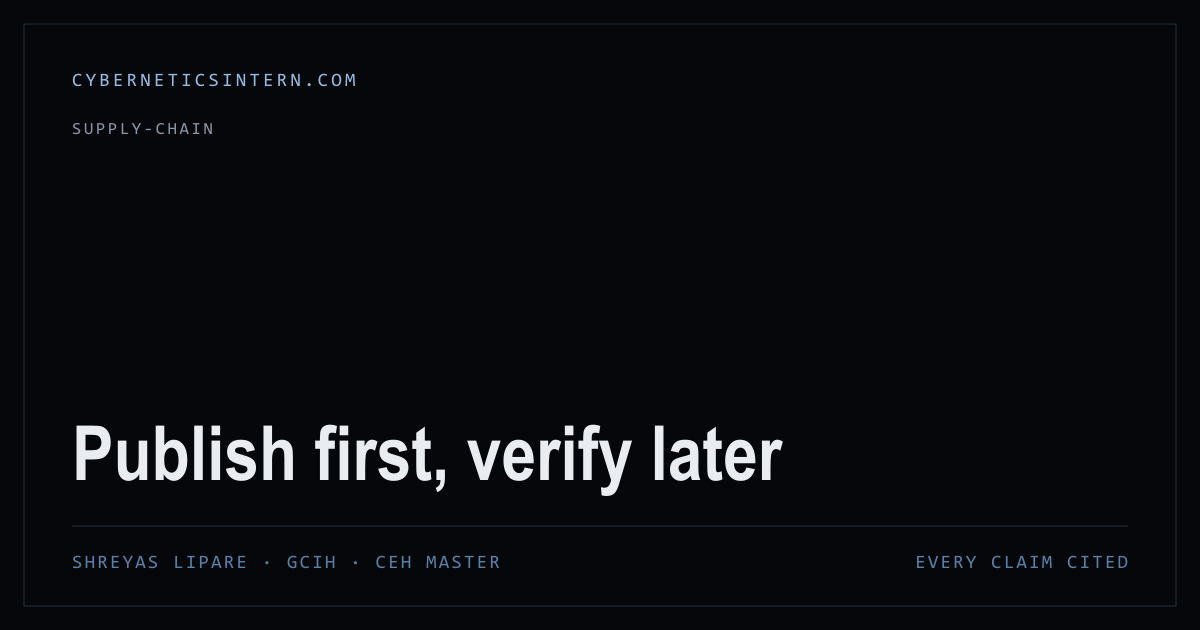 CYBERNETICSINTERN.COM
SUPPLY-CHAIN
Publish first, verify later
SHREYAS LIPARE · GCIH · CEH MASTER
EVERY CLAIM CITED